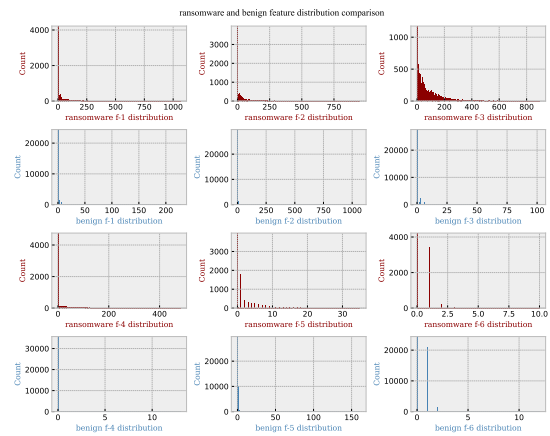 ransomware and benign feature distribution comparison
Count
4000
2000
0
0 250 500 750 1000
ransomware f-1 distribution
Count
3000
2000
1000
0
0 250 500 750
ransomware f-2 distribution
Count
1000
500
0
0 200 400 600 800
ransomware f-3 distribution
Count
20000
10000
0
0 50 100 150 200
benign f-1 distribution
Count
20000
10000
0
0 250 500 750 1000
benign f-2 distribution
Count
20000
10000
0
0 25 50 75 100
benign f-3 distribution
Count
4000
2000
0
0 200 400
ransomware f-4 distribution
Count
3000
2000
1000
0
0 10 20 30
ransomware f-5 distribution
Count
4000
2000
0
0.0 2.5 5.0 7.5 10.0
ransomware f-6 distribution
Count
30000
20000
10000
0
0 5 10
benign f-4 distribution
Count
20000
10000
0
0 50 100 150
benign f-5 distribution
Count
20000
10000
0
0 5 10
benign f-6 distribution